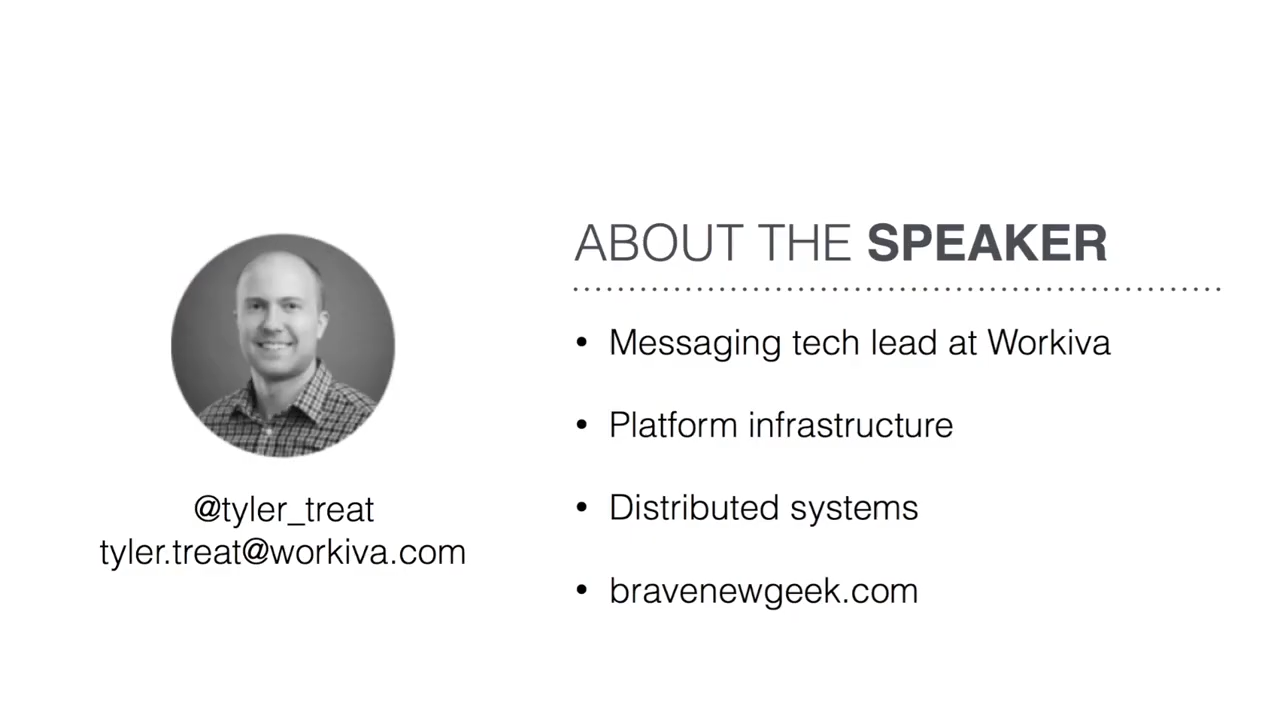 ABOUT THE SPEAKER
• Messaging tech lead at Workiva
• Platform infrastructure
• Distributed systems
• bravenewgeek.com
@tyler_treat
tyler.treat@workiva.com